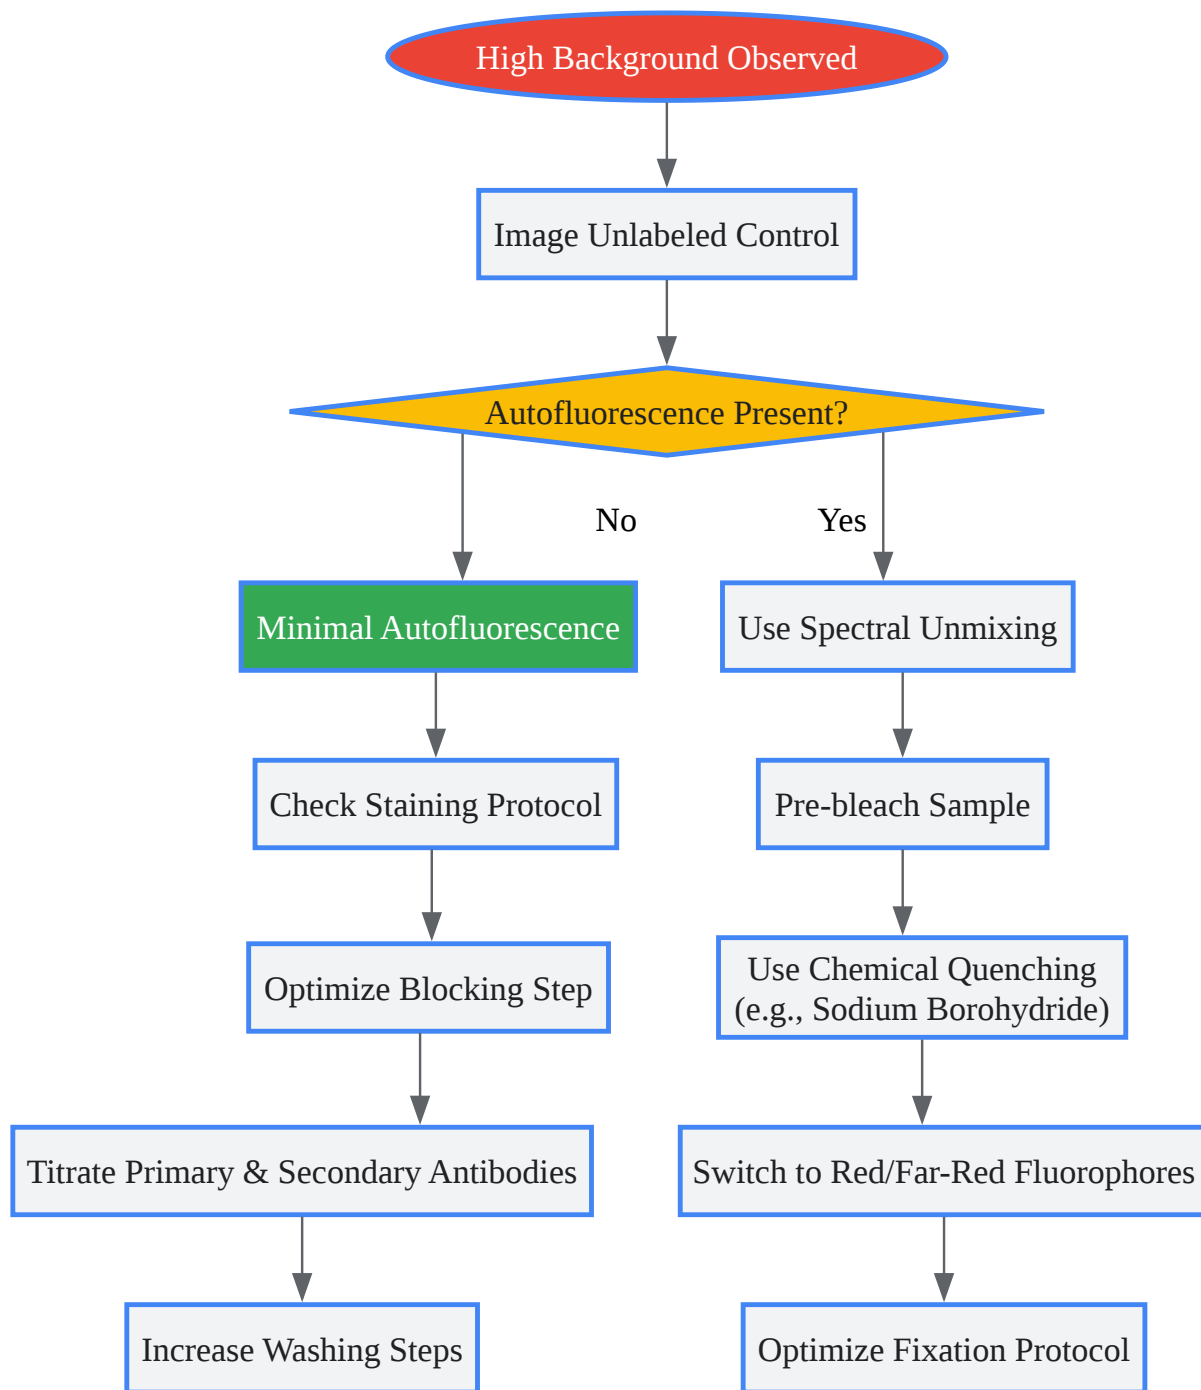 High Background Observed
Image Unlabeled Control
Autofluorescence Present?
No
Yes
Minimal Autofluorescence
Use Spectral Unmixing
Check Staining Protocol
Pre-bleach Sample
Optimize Blocking Step
Use Chemical Quenching
(e.g., Sodium Borohydride)
Titrate Primary & Secondary Antibodies
Switch to Red/Far-Red Fluorophores
Increase Washing Steps
Optimize Fixation Protocol